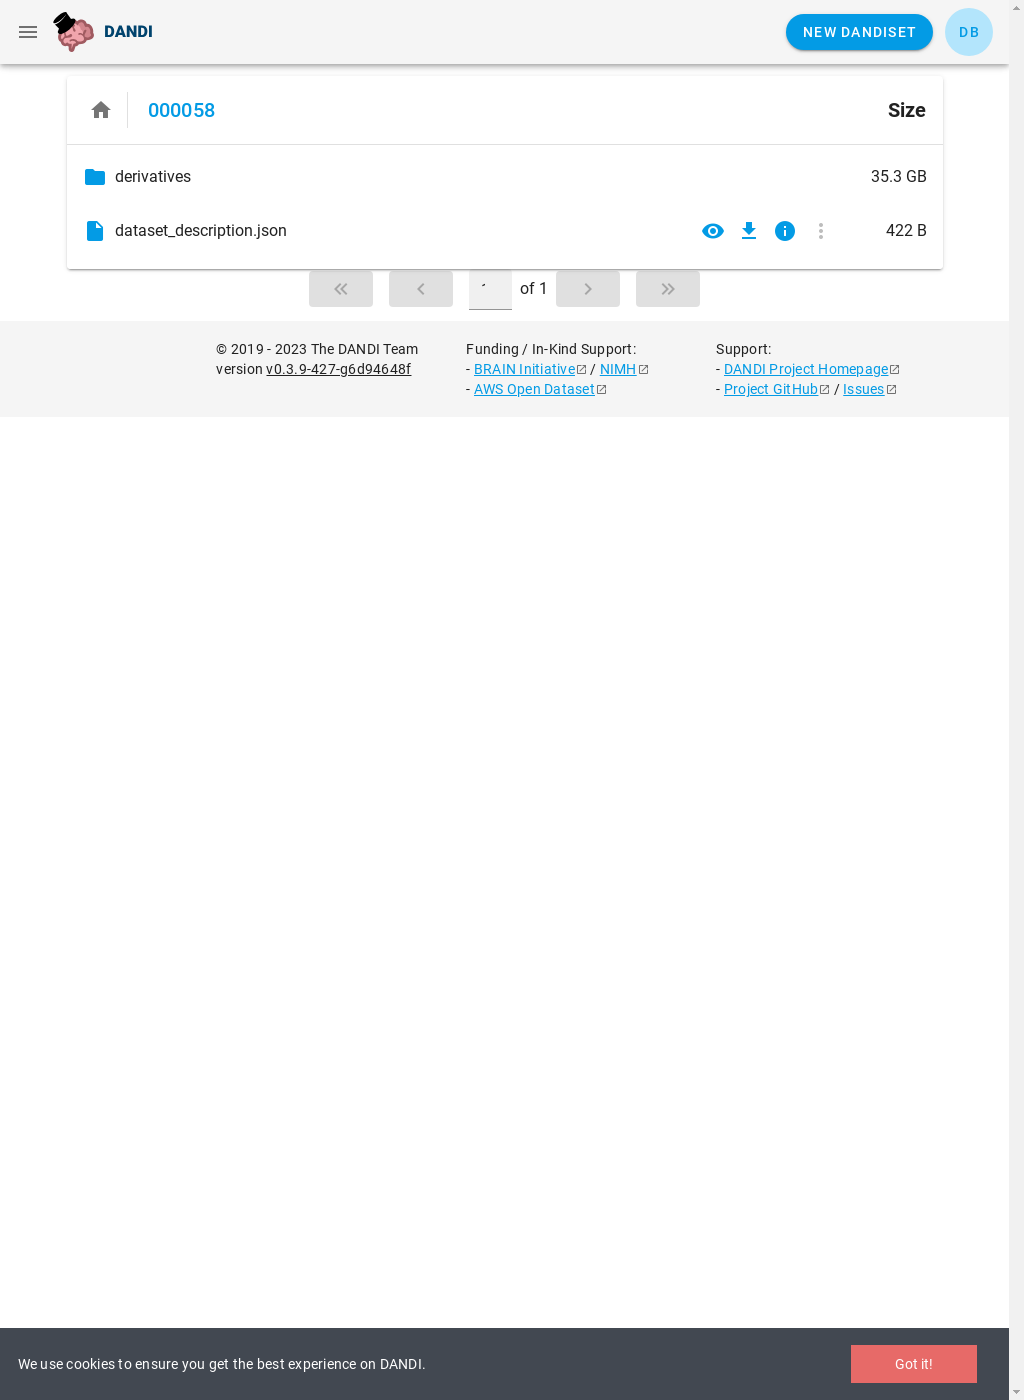 DANDI
NEW DANDISET
DB
000058
Size
derivatives
35.3 GB
dataset_description.json
422 B
of 1
© 2019 - 2023 The DANDI Team
version v0.3.9-427-g6d94648f
Funding / In-Kind Support:
- BRAIN Initiative / NIMH
- AWS Open Dataset
Support:
- DANDI Project Homepage
- Project GitHub / Issues
We use cookies to ensure you get the best experience on DANDI.
Got it!